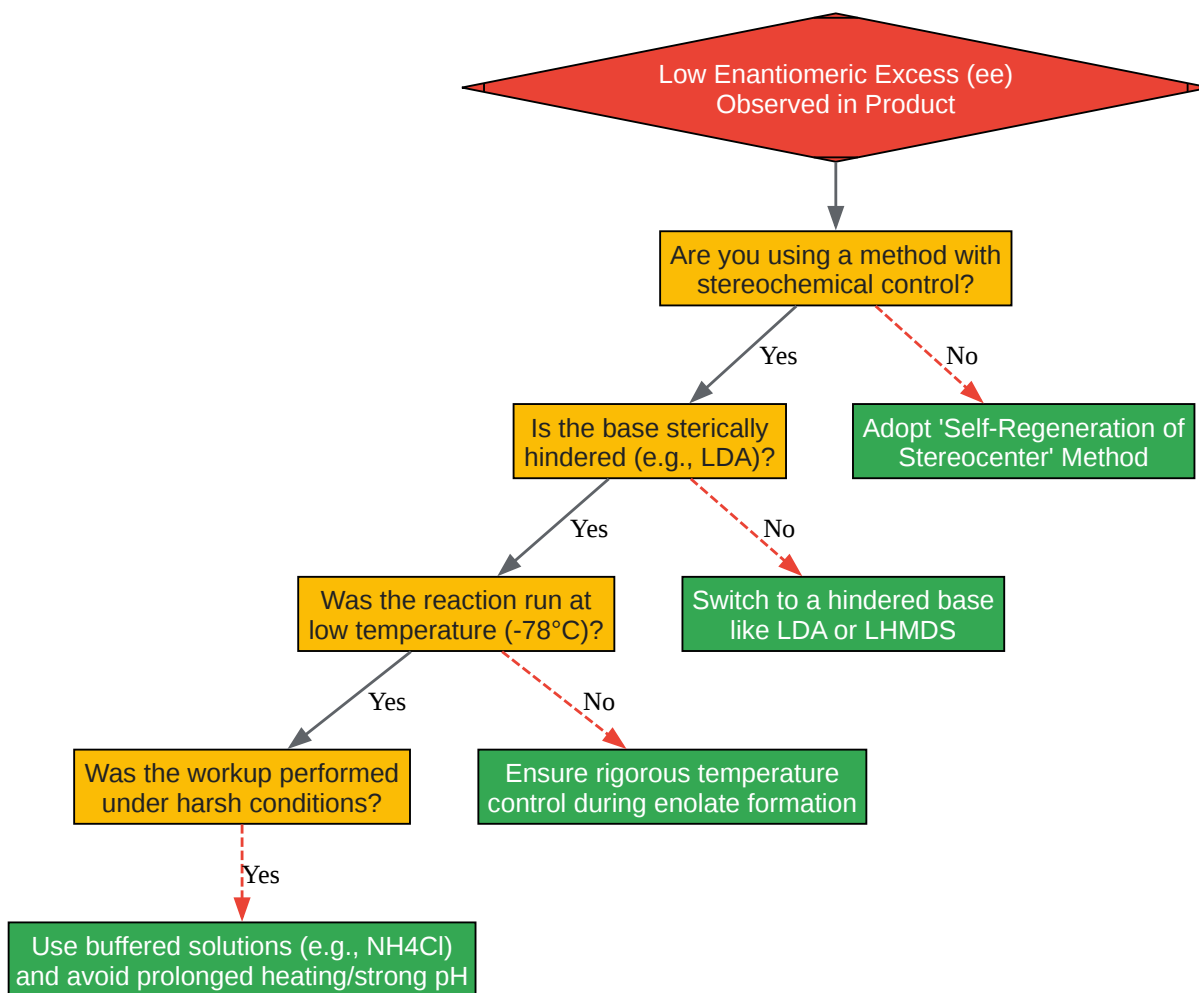 Low Enantiomeric Excess (ee)
Observed in Product
Are you using a method with
stereochemical control?
Yes
No
Is the base sterically
hindered (e.g., LDA)?
Adopt 'Self-Regeneration of
Stereocenter' Method
Yes
No
Was the reaction run at
low temperature (-78°C)?
Switch to a hindered base
like LDA or LHMDS
Yes
No
Was the workup performed
under harsh conditions?
Ensure rigorous temperature
control during enolate formation
Yes
Use buffered solutions (e.g., NH4Cl)
and avoid prolonged heating/strong pH